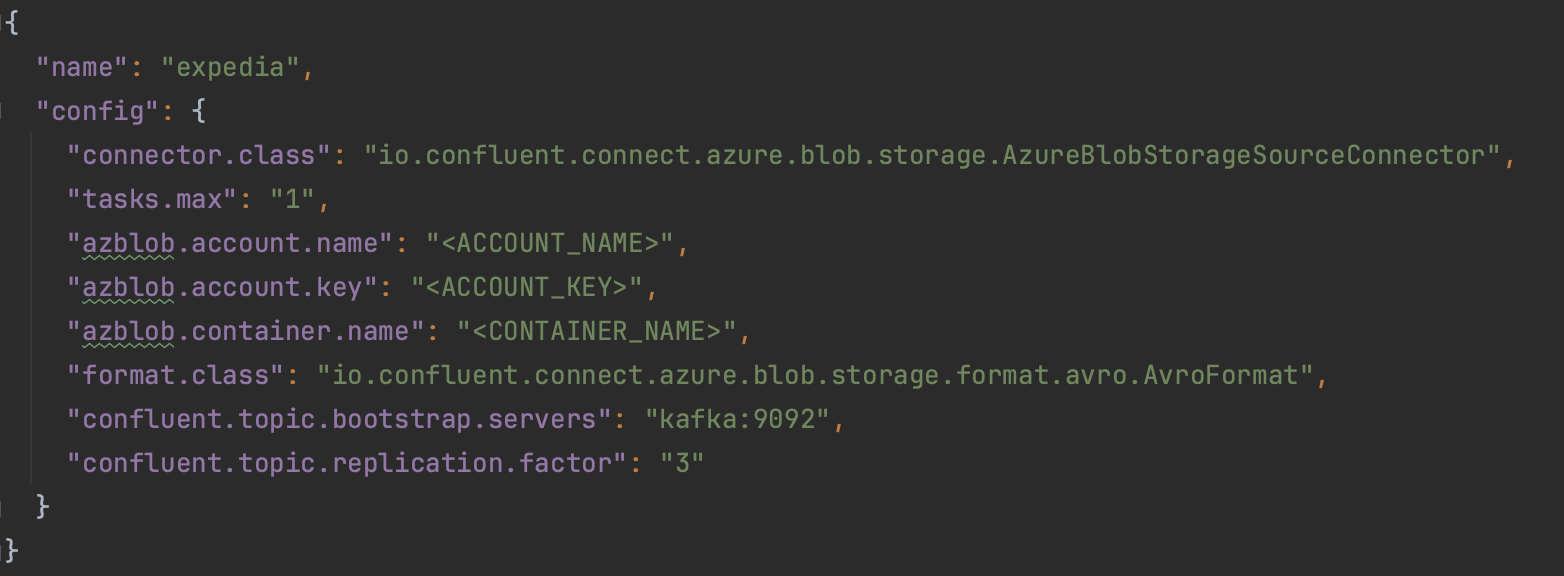 {
  "name": "expedia",
  "config": {
    "connector.class": "io.confluent.connect.azure.blob.storage.AzureBlobStorageSourceConnector",
    "tasks.max": "1",
    "azblob.account.name": "<ACCOUNT_NAME>",
    "azblob.account.key": "<ACCOUNT_KEY>",
    "azblob.container.name": "<CONTAINER_NAME>",
    "format.class": "io.confluent.connect.azure.blob.storage.format.avro.AvroFormat",
    "confluent.topic.bootstrap.servers": "kafka:9092",
    "confluent.topic.replication.factor": "3"
  }
}